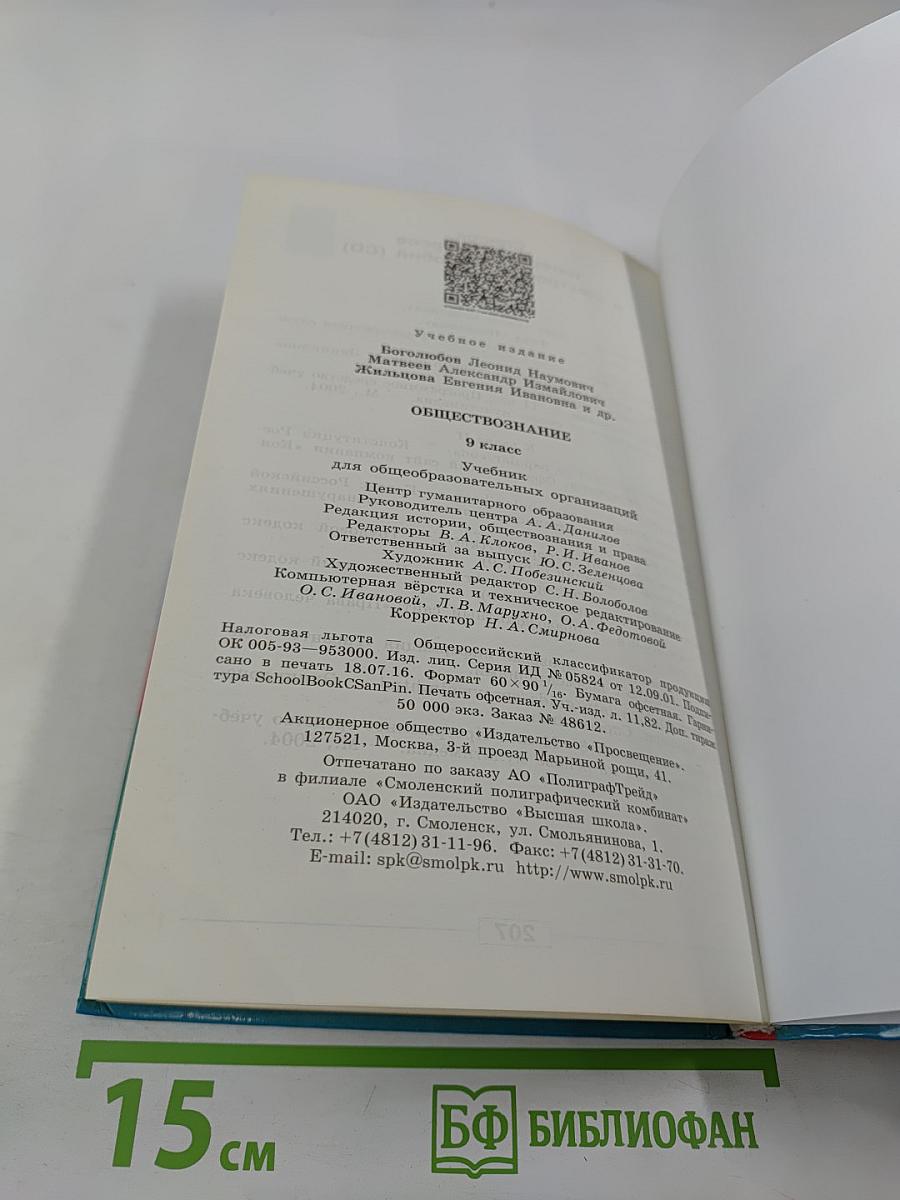 Учебное издание
Боголюбов Леонид Наумович
Матвеев Александр Измайлович
Жильцова Евгения Ивановна и др.
ОБЩЕСТВОЗНАНИЕ
9 класс
Учебник
для общеобразовательных организаций
Центр гуманитарного образования
Руководитель центра А. А. Данилов
Редакция истории, обществознания и права
Редакторы В. А. Клоков, Р. И. Иванов
Ответственный за выпуск Ю. С. Зеленцова
Художник А. С. Побезинский
Художественный редактор С. Н. Болоболов
Компьютерная вёрстка и техническое редактирование
О. С. Ивановой, Л. В. Марухно, О. А. Федотовой
Корректор Н. А. Смирнова
Налоговая льгота — Общероссийский классификатор продукции
ОК 005-93—953000. Изд. лиц. Серия ИД № 05824 от 12.09.01. Подпи-
сано в печать 18.07.16. Формат 60×90 1/16. Бумага офсетная. Гарни-
тура SchoolBookCSanPin. Печать офсетная. Уч.-изд. л. 11,82. Доп. тираж
50 000 экз. Заказ № 48612.
Акционерное общество «Издательство «Просвещение».
127521, Москва, 3-й проезд Марьиной рощи, 41.
Отпечатано по заказу АО «ПолиграфТрейд»
в филиале «Смоленский полиграфический комбинат»
ОАО «Издательство «Высшая школа».
214020, г. Смоленск, ул. Смольянинова, 1.
Тел.: +7(4812)31-11-96. Факс: +7(4812)31-31-70.
E-mail: spk@smolpk.ru http://www.smolpk.ru
207
15 см
БФ БИБЛИОФАН